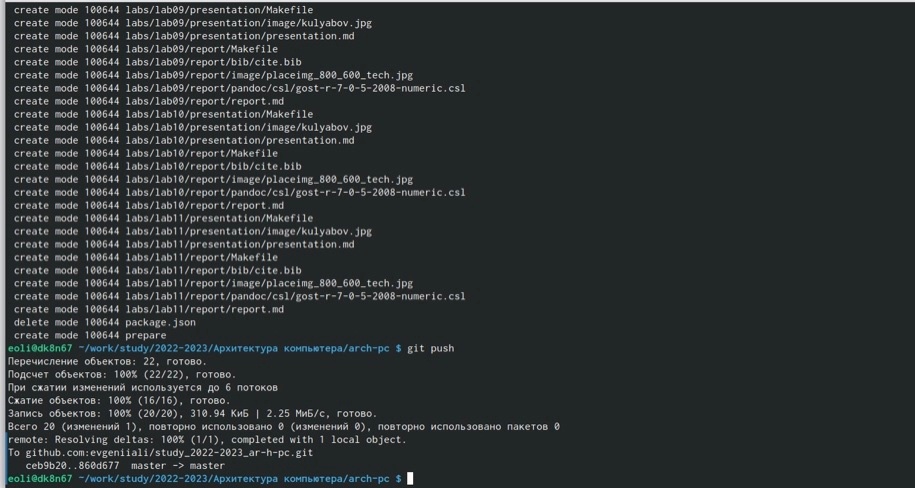 create mode 100644 labs/lab09/presentation/Makefile
create mode 100644 labs/lab09/presentation/image/kulyabov.jpg
create mode 100644 labs/lab09/presentation/presentation.md
create mode 100644 labs/lab09/report/Makefile
create mode 100644 labs/lab09/report/bib/cite.bib
create mode 100644 labs/lab09/report/image/placeimg_800_600_tech.jpg
create mode 100644 labs/lab09/report/pandoc/csl/gost-r-7-0-5-2008-numeric.csl
create mode 100644 labs/lab09/report/report.md
create mode 100644 labs/lab10/presentation/Makefile
create mode 100644 labs/lab10/presentation/image/kulyabov.jpg
create mode 100644 labs/lab10/presentation/presentation.md
create mode 100644 labs/lab10/report/Makefile
create mode 100644 labs/lab10/report/bib/cite.bib
create mode 100644 labs/lab10/report/image/placeimg_800_600_tech.jpg
create mode 100644 labs/lab10/report/pandoc/csl/gost-r-7-0-5-2008-numeric.csl
create mode 100644 labs/lab10/report/report.md
create mode 100644 labs/lab11/presentation/Makefile
create mode 100644 labs/lab11/presentation/image/kulyabov.jpg
create mode 100644 labs/lab11/presentation/presentation.md
create mode 100644 labs/lab11/report/Makefile
create mode 100644 labs/lab11/report/bib/cite.bib
create mode 100644 labs/lab11/report/image/placeimg_800_600_tech.jpg
create mode 100644 labs/lab11/report/pandoc/csl/gost-r-7-0-5-2008-numeric.csl
create mode 100644 labs/lab11/report/report.md
delete mode 100644 package.json
create mode 100644 prepare
eoli@dk8n67 ~/work/study/2022-2023/Архитектура компьютера/arch-pc $ git push
Перечисление объектов: 22, готово.
Подсчет объектов: 100% (22/22), готово.
При сжатии изменений используется до 6 потоков
Сжатие объектов: 100% (16/16), готово.
Запись объектов: 100% (20/20), 310.94 КиБ | 2.25 МиБ/с, готово.
Всего 20 (изменений 1), повторно использовано 0 (изменений 0), повторно использовано пакетов 0
remote: Resolving deltas: 100% (1/1), completed with 1 local object.
To github.com:evgeniiali/study_2022-2023_ar-h-pc.git
ceb9b20..860d677 master -> master
eoli@dk8n67 ~/work/study/2022-2023/Архитектура компьютера/arch-pc $